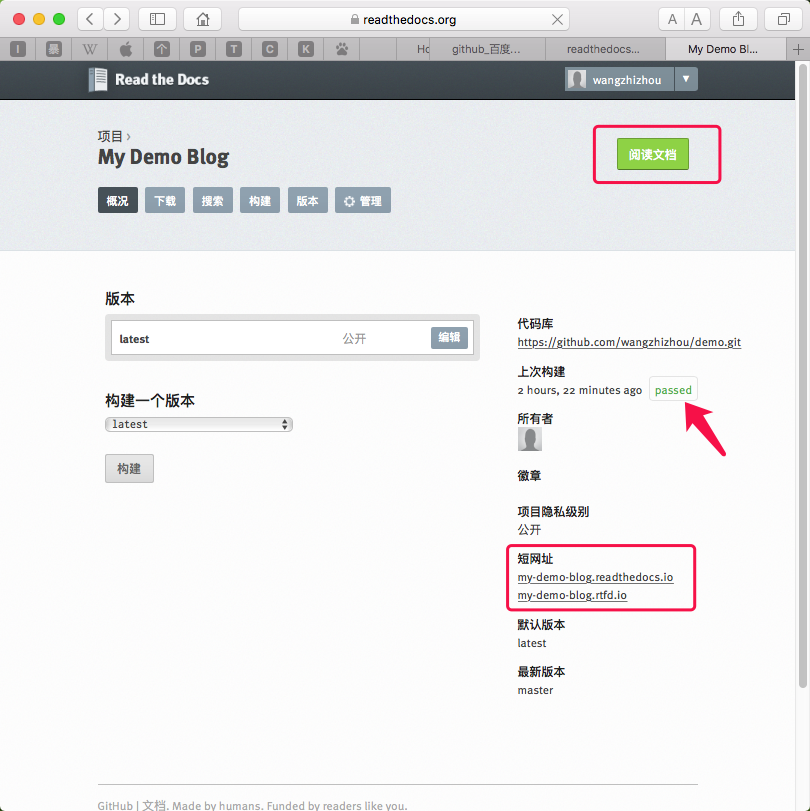 readthedocs.org
A A
I 暴 W 个 P T C K Ho github_百度... readthedocs... My Demo Bl...
Read the Docs
wangzhizhou
项目 ›
My Demo Blog
阅读文档
概况 下载 搜索 构建 版本 管理
版本
latest 公开 编辑
构建一个版本
latest
构建
代码库
https://github.com/wangzhizhou/demo.git
上次构建
2 hours, 22 minutes ago passed
所有者
徽章
项目隐私级别
公开
短网址
my-demo-blog.readthedocs.io
my-demo-blog.rtfd.io
默认版本
latest
最新版本
master
GitHub | 文档. Made by humans. Funded by readers like you.